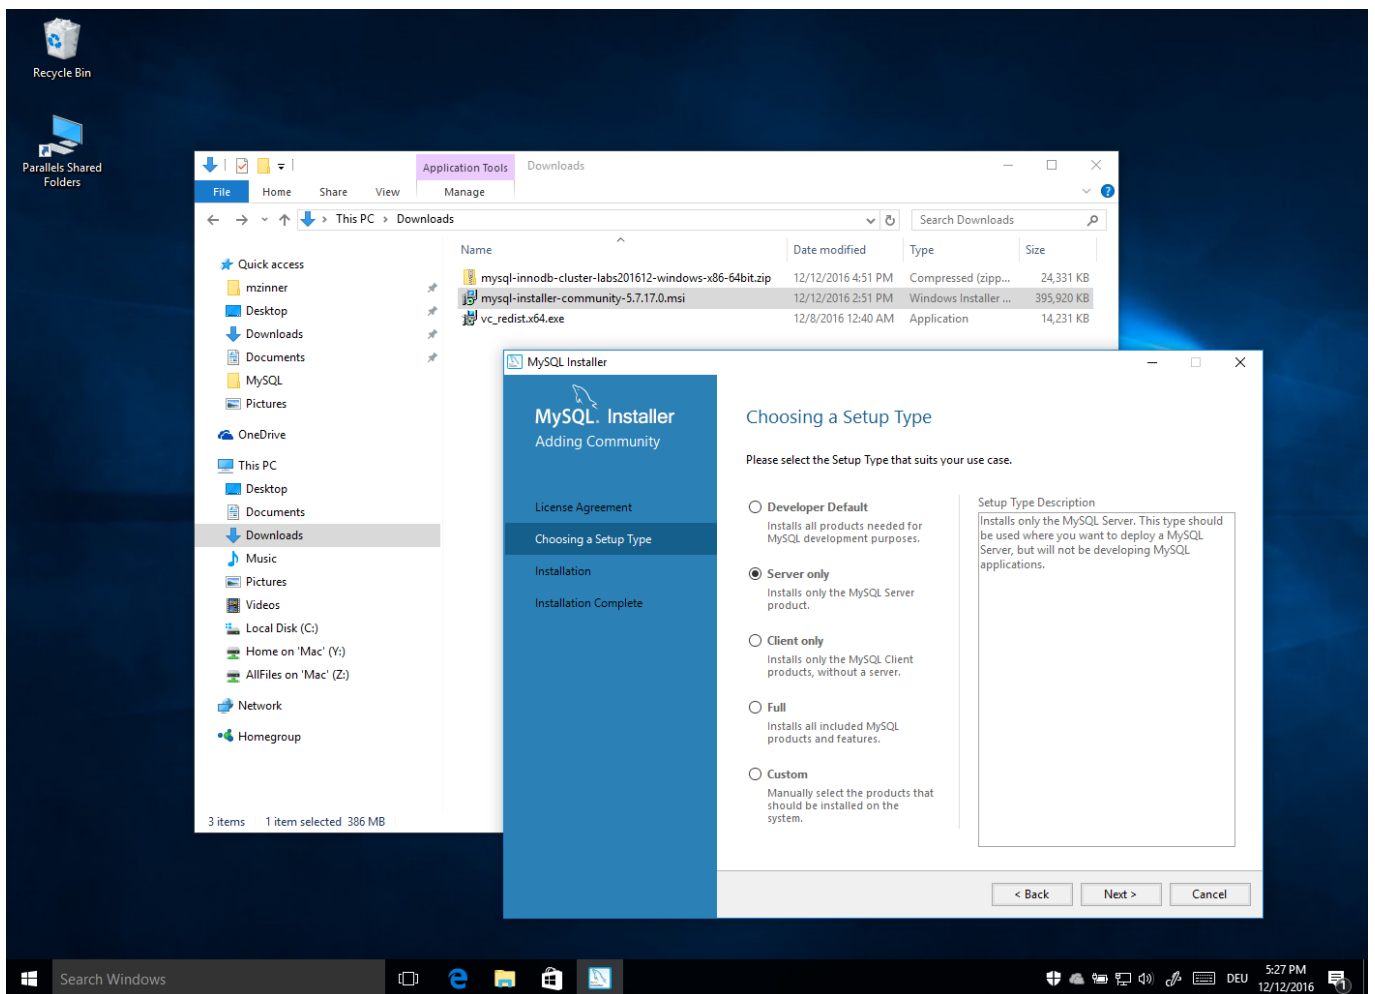 Recycle Bin
Parallels Shared
Folders
Application Tools
Downloads
File
Home
Share
View
Manage
This PC
Downloads
Search Downloads
Name
Date modified
Type
Size
mysql-innodb-cluster-labs201612-windows-x86-64bit.zip
12/12/2016 4:51 PM
Compressed (zipp...
24,331 KB
mysql-installer-community-5.7.17.0.msi
12/12/2016 2:51 PM
Windows Installer ...
395,920 KB
vc_redist.x64.exe
12/8/2016 12:40 AM
Application
14,231 KB
Quick access
mzinner
Desktop
Downloads
Documents
MySQL
Pictures
OneDrive
This PC
Desktop
Documents
Downloads
Music
Pictures
Videos
Local Disk (C:)
Home on 'Mac' (Y:)
AllFiles on 'Mac' (Z:)
Network
Homegroup
3 items
1 item selected 386 MB
MySQL Installer
MySQL. Installer
Adding Community
License Agreement
Choosing a Setup Type
Installation
Installation Complete
Choosing a Setup Type
Please select the Setup Type that suits your use case.
Developer Default
Installs all products needed for
MySQL development purposes.
Server only
Installs only the MySQL Server
product.
Client only
Installs only the MySQL Client
products, without a server.
Full
Installs all included MySQL
products and features.
Custom
Manually select the products that
should be installed on the
system.
Setup Type Description
Installs only the MySQL Server. This type should
be used where you want to deploy a MySQL
Server, but will not be developing MySQL
applications.
< Back
Next >
Cancel
Search Windows
DEU
5:27 PM
12/12/2016
1